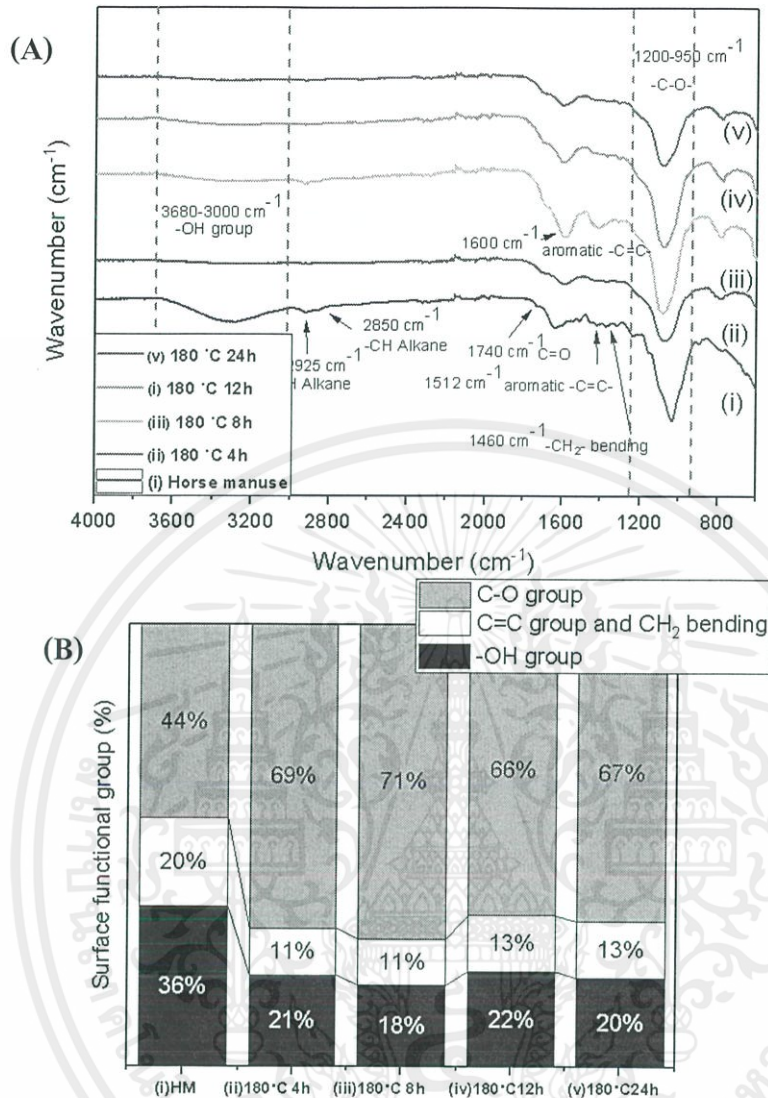 (A)
1200-950 cm⁻¹
-C-O-
(v)
(iv)
(iii)
(ii)
(i)
3680-3000 cm⁻¹
-OH group
1600 cm⁻¹
aromatic -C=C-
2850 cm⁻¹
-CH Alkane
2925 cm⁻¹
H Alkane
1740 cm⁻¹ C=O
1512 cm⁻¹ aromatic -C=C-
1460 cm⁻¹ -CH₂- bending
(v) 180 °C 24h
(i) 180 °C 12h
(iii) 180 °C 8h
(ii) 180 °C 4h
(i) Horse manuse
Wavenumber (cm⁻¹)
4000 3600 3200 2800 2400 2000 1600 1200 800
Wavenumber (cm⁻¹)
C-O group
C=C group and CH₂ bending
-OH group
(B)
Surface functional group (%)
44% 69% 71% 66% 67%
20% 11% 11% 13% 13%
36% 21% 18% 22% 20%
(i)HM (ii)180°C 4h (iii)180°C 8h (iv)180°C12h (v)180°C24h